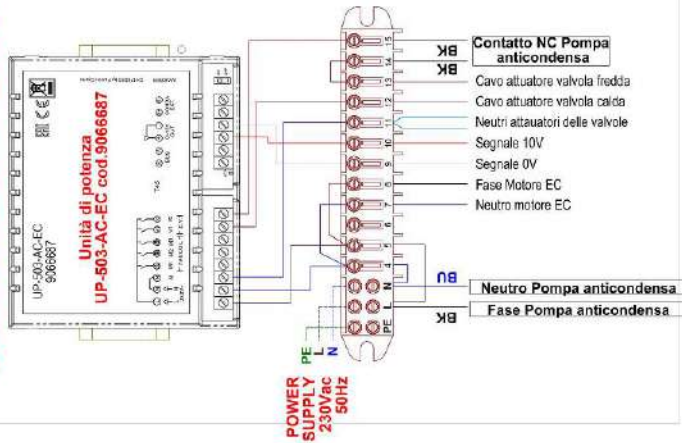 UP-503-AC-EC
9066687
Unità di potenza
UP-503-AC-EC cod.9066687
15
14
13
12
11
10
9
8
7
6
5
4
N
L
PE
BK
BK
Contatto NC Pompa
anticondensa
Cavo attuatore valvola fredda
Cavo attuatore valvola calda
Neutri attauatori delle valvole
Segnale 10V
Segnale 0V
Fase Motore EC
Neutro motore EC
BU
Neutro Pompa anticondensa
BK
Fase Pompa anticondensa
PE
L
N
POWER
SUPPLY
230Vac
50Hz